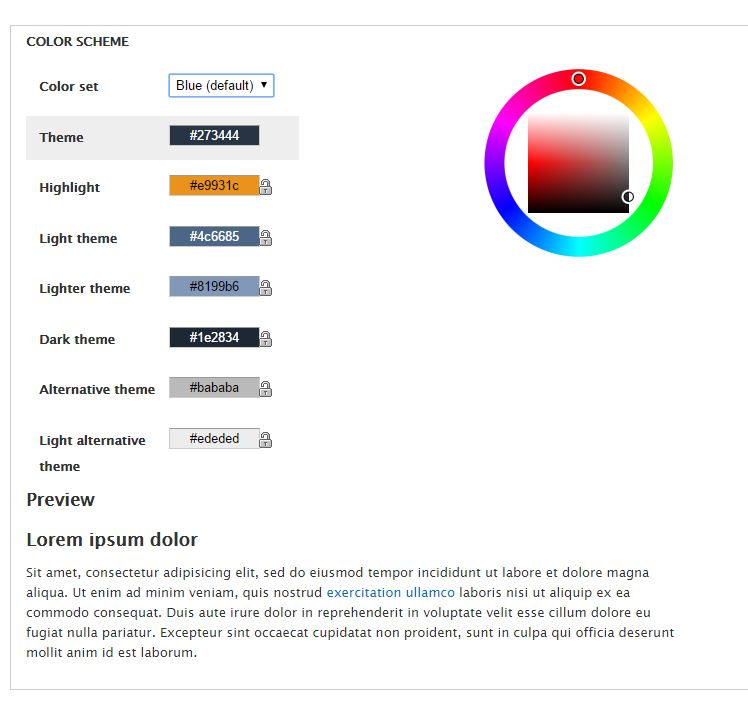 COLOR SCHEME
Color set
Blue (default)
Theme
#273444
Highlight
#e9931c
Light theme
#4c6685
Lighter theme
#8199b6
Dark theme
#1e2834
Alternative theme
#bababa
Light alternative
theme
#ededed
Preview
Lorem ipsum dolor
Sit amet, consectetur adipisicing elit, sed do eiusmod tempor incididunt ut labore et dolore magna
aliqua. Ut enim ad minim veniam, quis nostrud exercitation ullamco laboris nisi ut aliquip ex ea
commodo consequat. Duis aute irure dolor in reprehenderit in voluptate velit esse cillum dolore eu
fugiat nulla pariatur. Excepteur sint occaecat cupidatat non proident, sunt in culpa qui officia deserunt
mollit anim id est laborum.